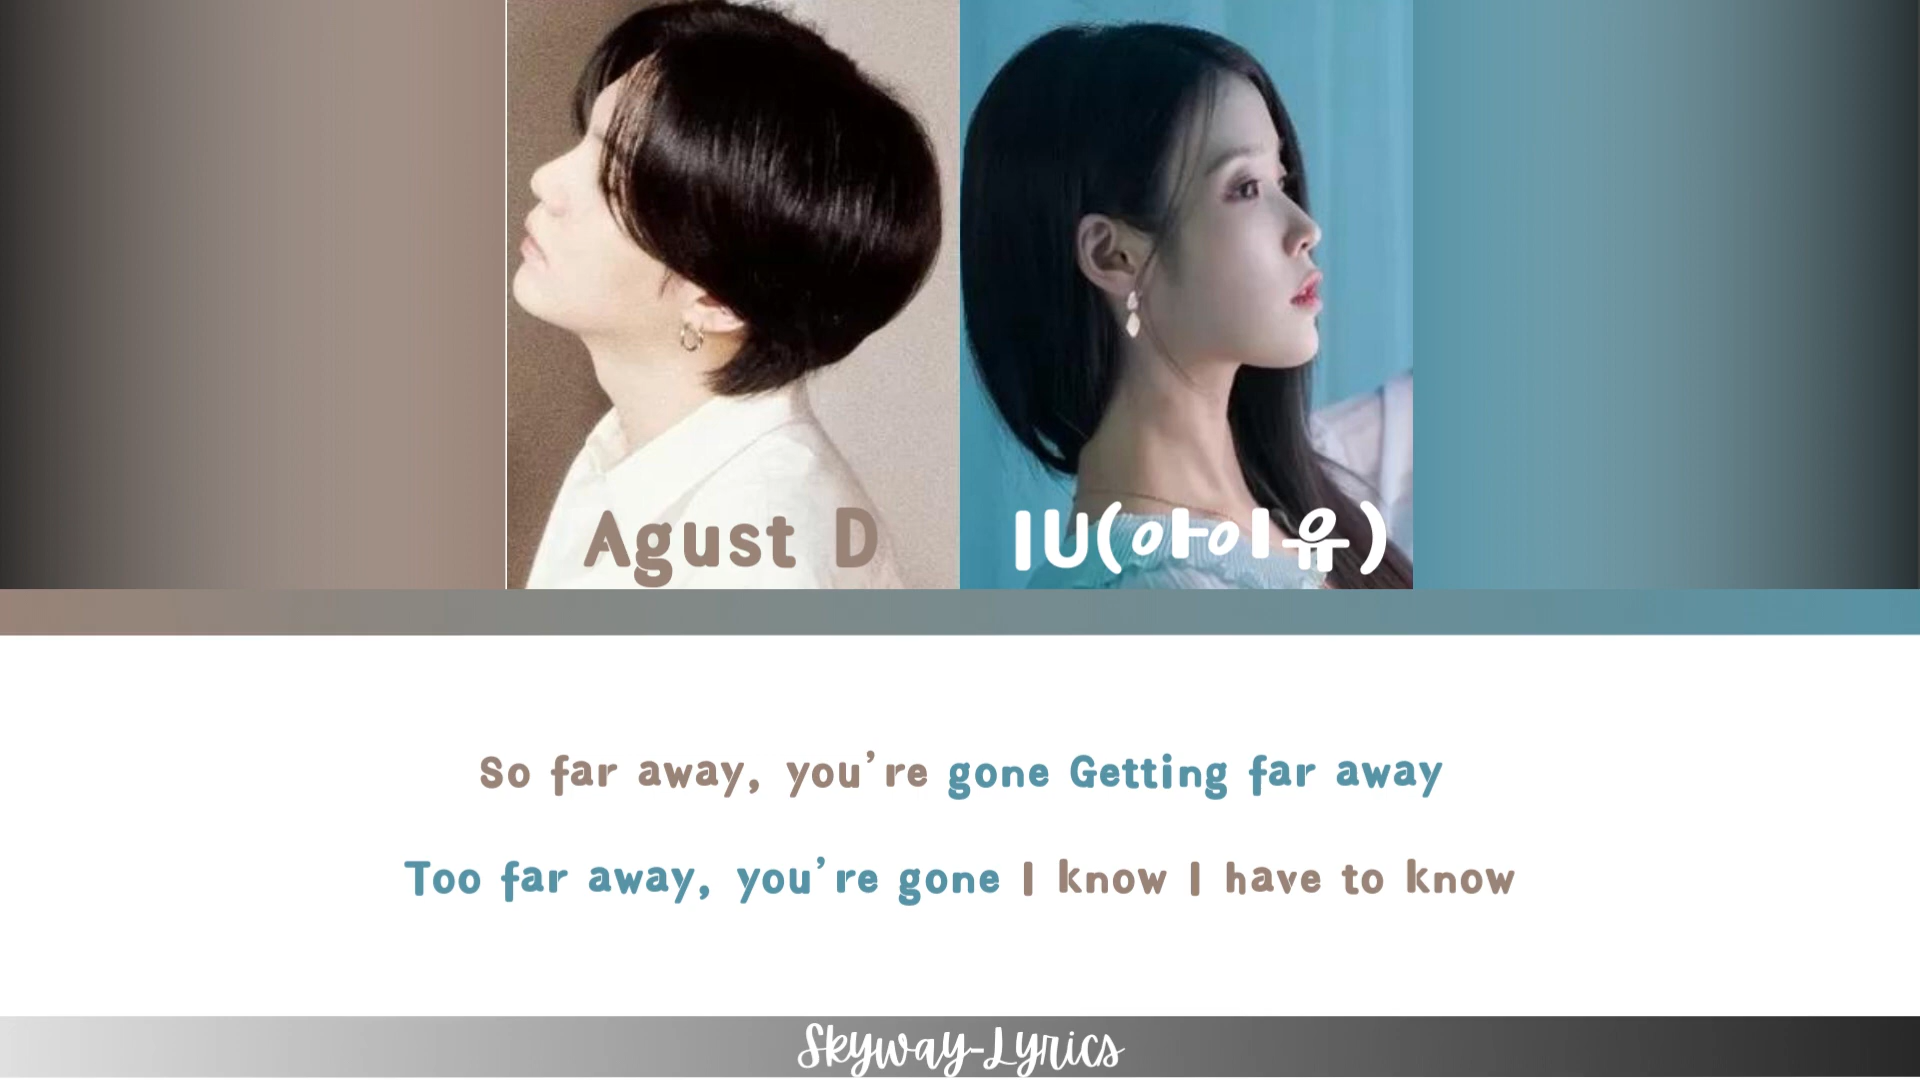 Agust D
IU(아이유)
So far away, you're gone Getting far away
Too far away, you're gone I know I have to know
Skyway-Lyrics